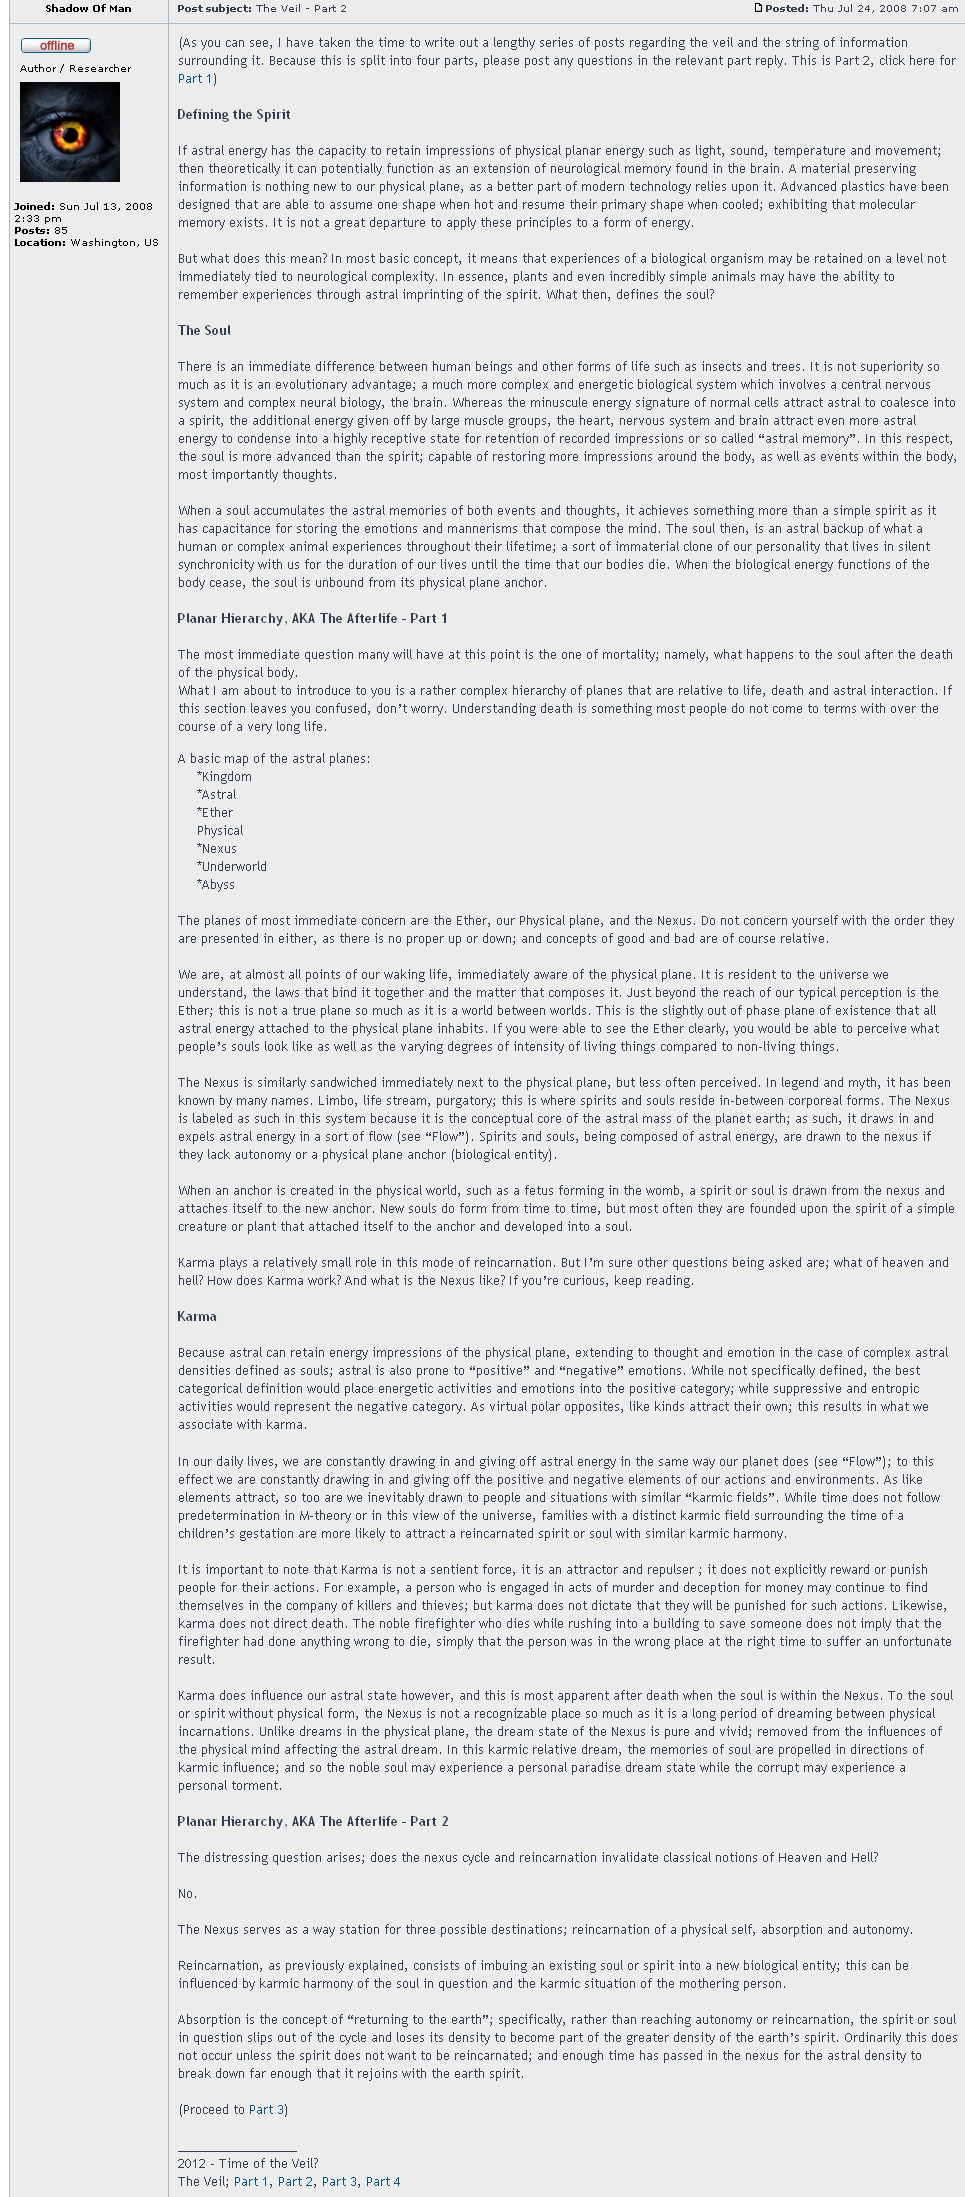 Shadow Of Man
Post subject: The Veil - Part 2
Posted: Thu Jul 24, 2008 7:07 am
offline
Author / Researcher
Joined: Sun Jul 13, 2008
2:33 pm
Posts: 85
Location: Washington, US
(As you can see, I have taken the time to write out a lengthy series of posts regarding the veil and the string of information
surrounding it. Because this is split into four parts, please post any questions in the relevant part reply. This is Part 2, click here for
Part 1)
Defining the Spirit
If astral energy has the capacity to retain impressions of physical planar energy such as light, sound, temperature and movement;
then theoretically it can potentially function as an extension of neurological memory found in the brain. A material preserving
information is nothing new to our physical plane, as a better part of modern technology relies upon it. Advanced plastics have been
designed that are able to assume one shape when hot and resume their primary shape when cooled; exhibiting that molecular
memory exists. It is not a great departure to apply these principles to a form of energy.
But what does this mean? In most basic concept, it means that experiences of a biological organism may be retained on a level not
immediately tied to neurological complexity. In essence, plants and even incredibly simple animals may have the ability to
remember experiences through astral imprinting of the spirit. What then, defines the soul?
The Soul
There is an immediate difference between human beings and other forms of life such as insects and trees. It is not superiority so
much as it is an evolutionary advantage; a much more complex and energetic biological system which involves a central nervous
system and complex neural biology, the brain. Whereas the minuscule energy signature of normal cells attract astral to coalesce into
a spirit, the additional energy given off by large muscle groups, the heart, nervous system and brain attract even more astral
energy to condense into a highly receptive state for retention of recorded impressions or so called “astral memory”. In this respect,
the soul is more advanced than the spirit; capable of restoring more impressions around the body, as well as events within the body,
most importantly thoughts.
When a soul accumulates the astral memories of both events and thoughts, it achieves something more than a simple spirit as it
has capacitance for storing the emotions and mannerisms that compose the mind. The soul then, is an astral backup of what a
human or complex animal experiences throughout their lifetime; a sort of immaterial clone of our personality that lives in silent
synchronicity with us for the duration of our lives until the time that our bodies die. When the biological energy functions of the
body cease, the soul is unbound from its physical plane anchor.
Planar Hierarchy, AKA The Afterlife - Part 1
The most immediate question many will have at this point is the one of mortality; namely, what happens to the soul after the death
of the physical body.
What I am about to introduce to you is a rather complex hierarchy of planes that are relative to life, death and astral interaction. If
this section leaves you confused, don’t worry. Understanding death is something most people do not come to terms with over the
course of a very long life.
A basic map of the astral planes:
*Kingdom
*Astral
*Ether
Physical
*Nexus
*Underworld
*Abyss
The planes of most immediate concern are the Ether, our Physical plane, and the Nexus. Do not concern yourself with the order they
are presented in either, as there is no proper up or down; and concepts of good and bad are of course relative.
We are, at almost all points of our waking life, immediately aware of the physical plane. It is resident to the universe we
understand, the laws that bind it together and the matter that composes it. Just beyond the reach of our typical perception is the
Ether; this is not a true plane so much as it is a world between worlds. This is the slightly out of phase plane of existence that all
astral energy attached to the physical plane inhabits. If you were able to see the Ether clearly, you would be able to perceive what
people’s souls look like as well as the varying degrees of intensity of living things compared to non-living things.
The Nexus is similarly sandwiched immediately next to the physical plane, but less often perceived. In legend and myth, it has been
known by many names. Limbo, life stream, purgatory; this is where spirits and souls reside in-between corporeal forms. The Nexus
is labeled as such in this system because it is the conceptual core of the astral mass of the planet earth; as such, it draws in and
expels astral energy in a sort of flow (see “Flow”). Spirits and souls, being composed of astral energy, are drawn to the nexus if
they lack autonomy or a physical plane anchor (biological entity).
When an anchor is created in the physical world, such as a fetus forming in the womb, a spirit or soul is drawn from the nexus and
attaches itself to the new anchor. New souls do form from time to time, but most often they are founded upon the spirit of a simple
creature or plant that attached itself to the anchor and developed into a soul.
Karma plays a relatively small role in this mode of reincarnation. But I’m sure other questions being asked are; what of heaven and
hell? How does Karma work? And what is the Nexus like? If you’re curious, keep reading.
Karma
Because astral can retain energy impressions of the physical plane, extending to thought and emotion in the case of complex astral
densities defined as souls; astral is also prone to “positive” and “negative” emotions. While not specifically defined, the best
categorical definition would place energetic activities and emotions into the positive category; while suppressive and entropic
activities would represent the negative category. As virtual polar opposites, like kinds attract their own; this results in what we
associate with karma.
In our daily lives, we are constantly drawing in and giving off astral energy in the same way our planet does (see “Flow”); to this
effect we are constantly drawing in and giving off the positive and negative elements of our actions and environments. As like
elements attract, so too are we inevitably drawn to people and situations with similar “karmic fields”. While time does not follow
predetermination in M-theory or in this view of the universe, families with a distinct karmic field surrounding the time of a
children’s gestation are more likely to attract a reincarnated spirit or soul with similar karmic harmony.
It is important to note that Karma is not a sentient force, it is an attractor and repulser ; it does not explicitly reward or punish
people for their actions. For example, a person who is engaged in acts of murder and deception for money may continue to find
themselves in the company of killers and thieves; but karma does not dictate that they will be punished for such actions. Likewise,
karma does not direct death. The noble firefighter who dies while rushing into a building to save someone does not imply that the
firefighter had done anything wrong to die, simply that the person was in the wrong place at the right time to suffer an unfortunate
result.
Karma does influence our astral state however, and this is most apparent after death when the soul is within the Nexus. To the soul
or spirit without physical form, the Nexus is not a recognizable place so much as it is a long period of dreaming between physical
incarnations. Unlike dreams in the physical plane, the dream state of the Nexus is pure and vivid; removed from the influences of
the physical mind affecting the astral dream. In this karmic relative dream, the memories of soul are propelled in directions of
karmic influence; and so the noble soul may experience a personal paradise dream state while the corrupt may experience a
personal torment.
Planar Hierarchy, AKA The Afterlife - Part 2
The distressing question arises; does the nexus cycle and reincarnation invalidate classical notions of Heaven and Hell?
No.
The Nexus serves as a way station for three possible destinations; reincarnation of a physical self, absorption and autonomy.
Reincarnation, as previously explained, consists of imbuing an existing soul or spirit into a new biological entity; this can be
influenced by karmic harmony of the soul in question and the karmic situation of the mothering person.
Absorption is the concept of “returning to the earth”; specifically, rather than reaching autonomy or reincarnation, the spirit or soul
in question slips out of the cycle and loses its density to become part of the greater density of the earth’s spirit. Ordinarily this does
not occur unless the spirit does not want to be reincarnated; and enough time has passed in the nexus for the astral density to
break down far enough that it rejoins with the earth spirit.
(Proceed to Part 3)
2012 - Time of the Veil?
The Veil; Part 1, Part 2, Part 3, Part 4